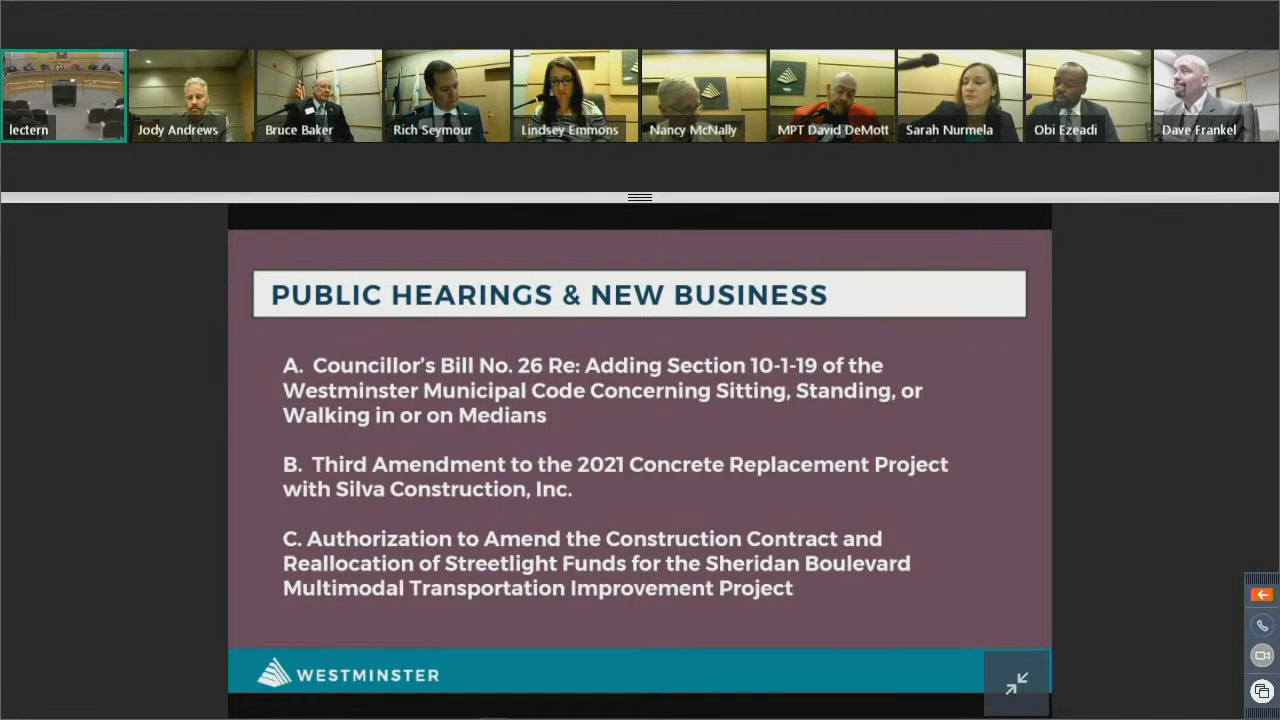 lectern
Jody Andrews
Bruce Baker
Rich Seymour
Lindsey Emmons
Nancy McNally
MPT David DeMott
Sarah Nurmela
Obi Ezeadi
Dave Frankel
PUBLIC HEARINGS & NEW BUSINESS
A. Councillor's Bill No. 26 Re: Adding Section 10-1-19 of the
Westminster Municipal Code Concerning Sitting, Standing, or
Walking in or on Medians
B. Third Amendment to the 2021 Concrete Replacement Project
with Silva Construction, Inc.
C. Authorization to Amend the Construction Contract and
Reallocation of Streetlight Funds for the Sheridan Boulevard
Multimodal Transportation Improvement Project
WESTMINSTER